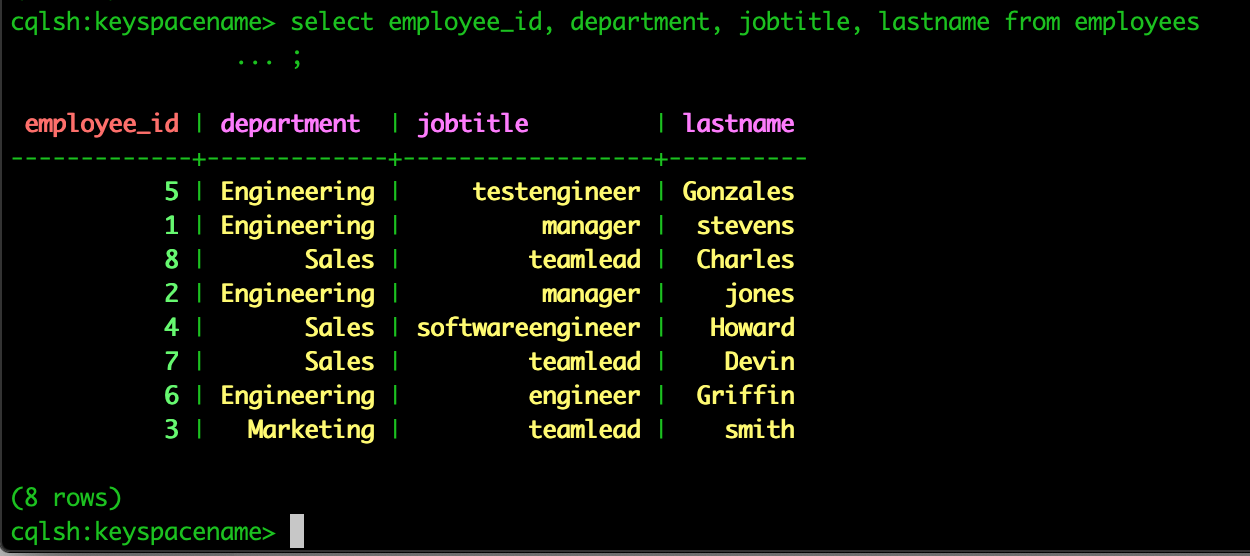 cqlsh:keyspacename> select employee_id, department, jobtitle, lastname from employees
... ;
employee_id | department | jobtitle | lastname
-------------+-------------+------------------+----------
5 | Engineering | testengineer | Gonzales
1 | Engineering | manager | stevens
8 | Sales | teamlead | Charles
2 | Engineering | manager | jones
4 | Sales | softwareengineer | Howard
7 | Sales | teamlead | Devin
6 | Engineering | engineer | Griffin
3 | Marketing | teamlead | smith
(8 rows)
cqlsh:keyspacename>